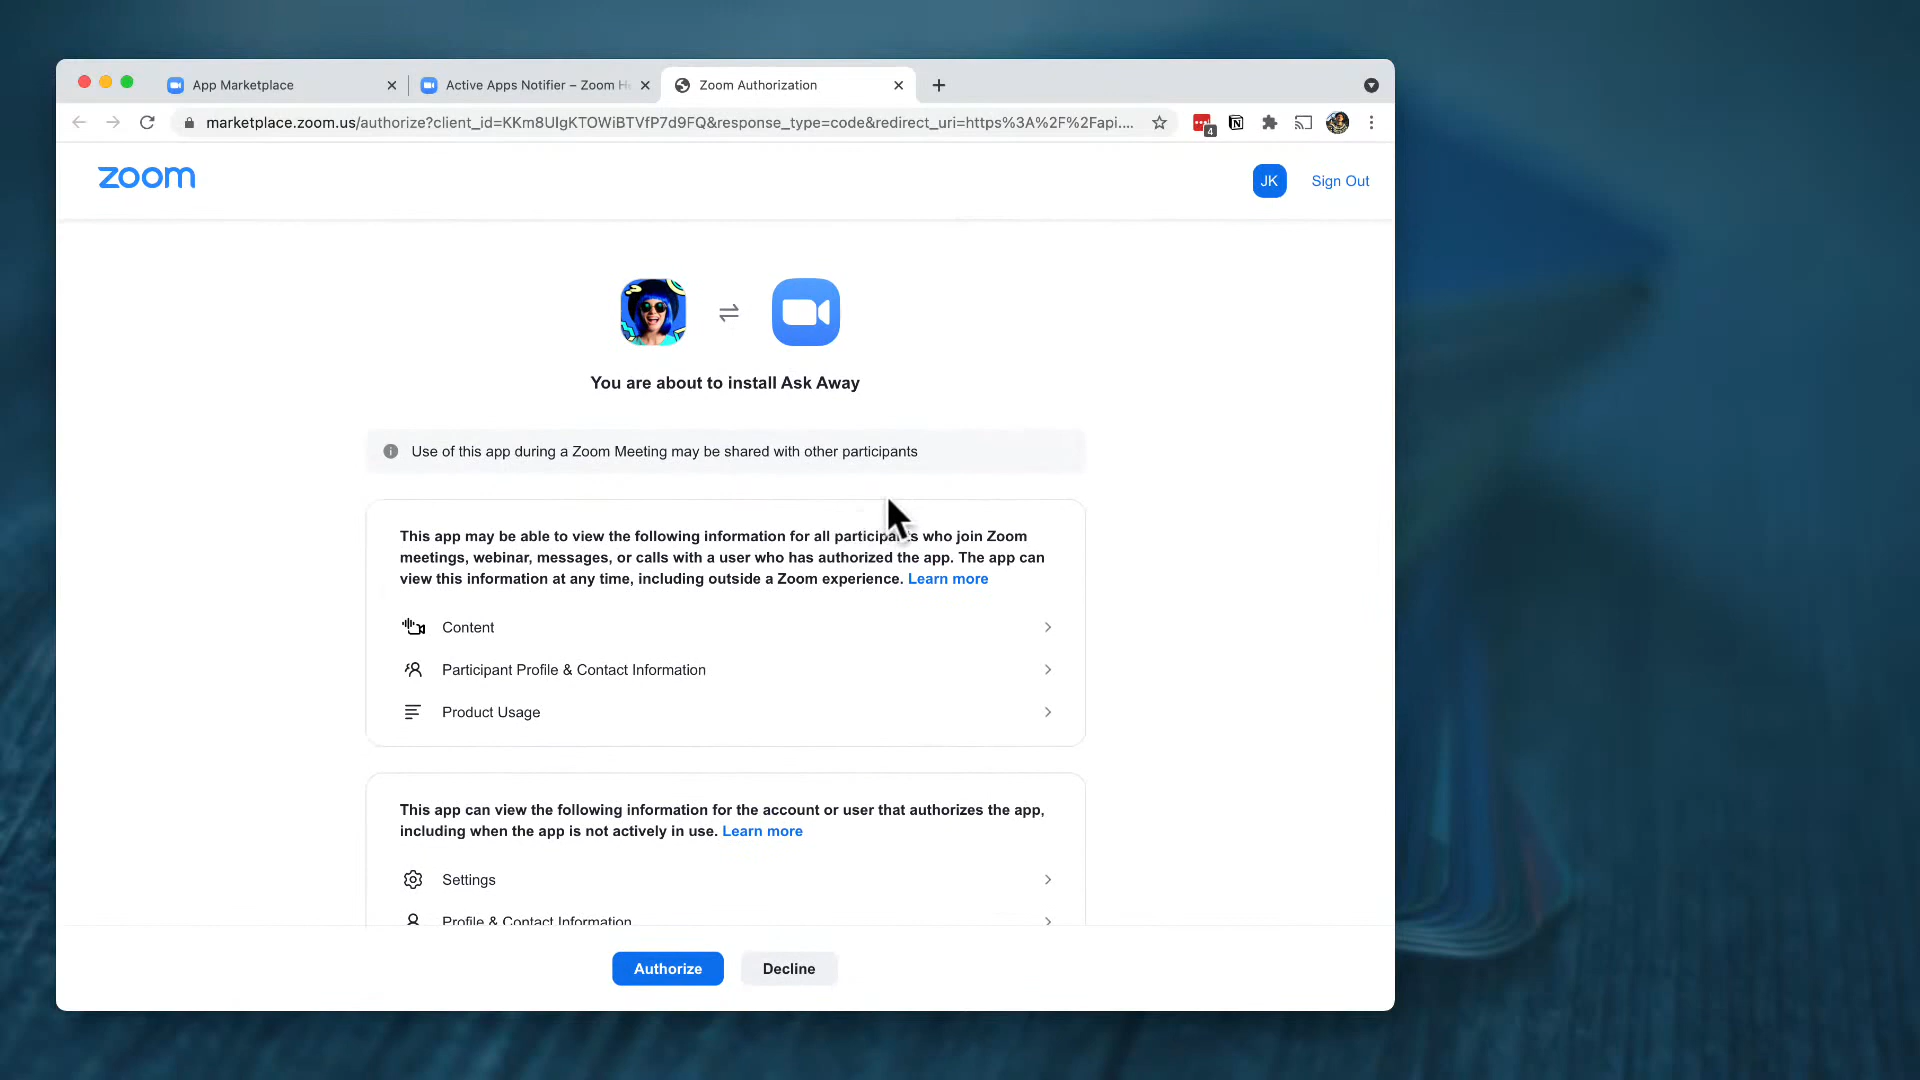 App Marketplace
Active Apps Notifier – Zoom H
Zoom Authorization
marketplace.zoom.us/authorize?client_id=KKm8UIgKTOWiBTVfP7d9FQ&response_type=code&redirect_uri=https%3A%2F%2Fapi....
4
zoom
JK
Sign Out
You are about to install Ask Away
Use of this app during a Zoom Meeting may be shared with other participants
This app may be able to view the following information for all participants who join Zoom
meetings, webinar, messages, or calls with a user who has authorized the app. The app can
view this information at any time, including outside a Zoom experience. Learn more
Content
Participant Profile & Contact Information
Product Usage
This app can view the following information for the account or user that authorizes the app,
including when the app is not actively in use. Learn more
Settings
Profile & Contact Information
Authorize
Decline